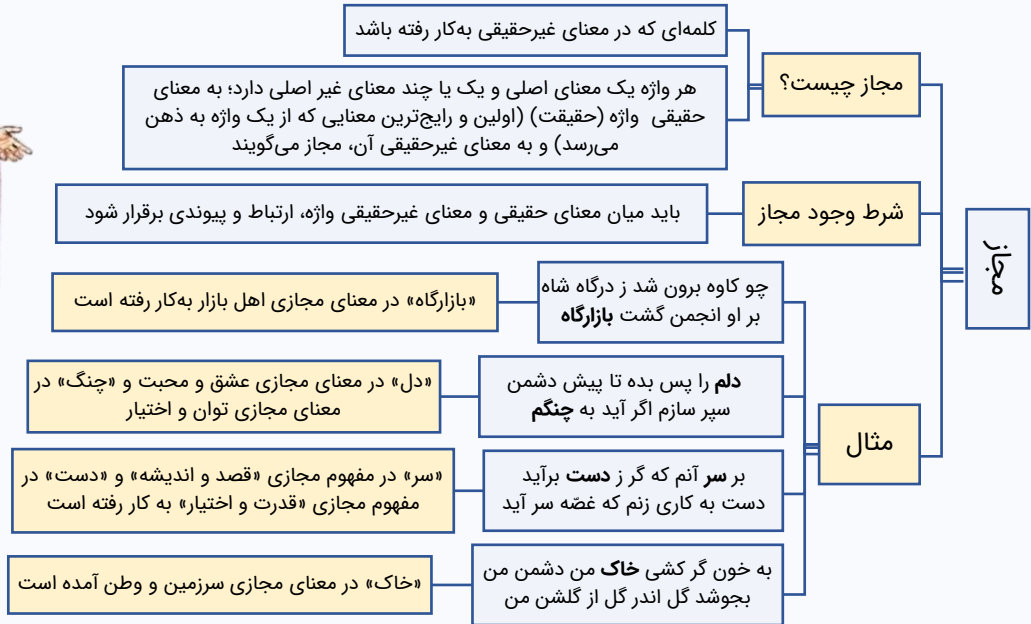 مجاز
مجاز چیست؟
کلمه‌ای که در معنای غیرحقیقی به‌کار رفته باشد
هر واژه یک معنای اصلی و یک یا چند معنای غیر اصلی دارد؛ به معنای
حقیقی واژه (حقیقت) (اولین و رایج‌ترین معنایی که از یک واژه به ذهن
می‌رسد) و به معنای غیرحقیقی آن، مجاز می‌گویند
شرط وجود مجاز
باید میان معنای حقیقی و معنای غیرحقیقی واژه، ارتباط و پیوندی برقرار شود
مثال
چو کاوه برون شد ز درگاه شاه
بر او انجمن گشت بازارگاه
«بازارگاه» در معنای مجازی اهل بازار به‌کار رفته است
دلم را پس بده تا پیش دشمن
سپر سازم اگر آید به چنگم
«دل» در معنای مجازی عشق و محبت و «چنگ» در
معنای مجازی توان و اختیار
بر سر آنم که گر ز دست برآید
دست به کاری زنم که غصّه سر آید
«سر» در مفهوم مجازی «قصد و اندیشه» و «دست» در
مفهوم مجازی «قدرت و اختیار» به کار رفته است
به خون گر کشی خاک من دشمن من
بجوشد گل اندر گل از گلشن من
«خاک» در معنای مجازی سرزمین و وطن آمده است